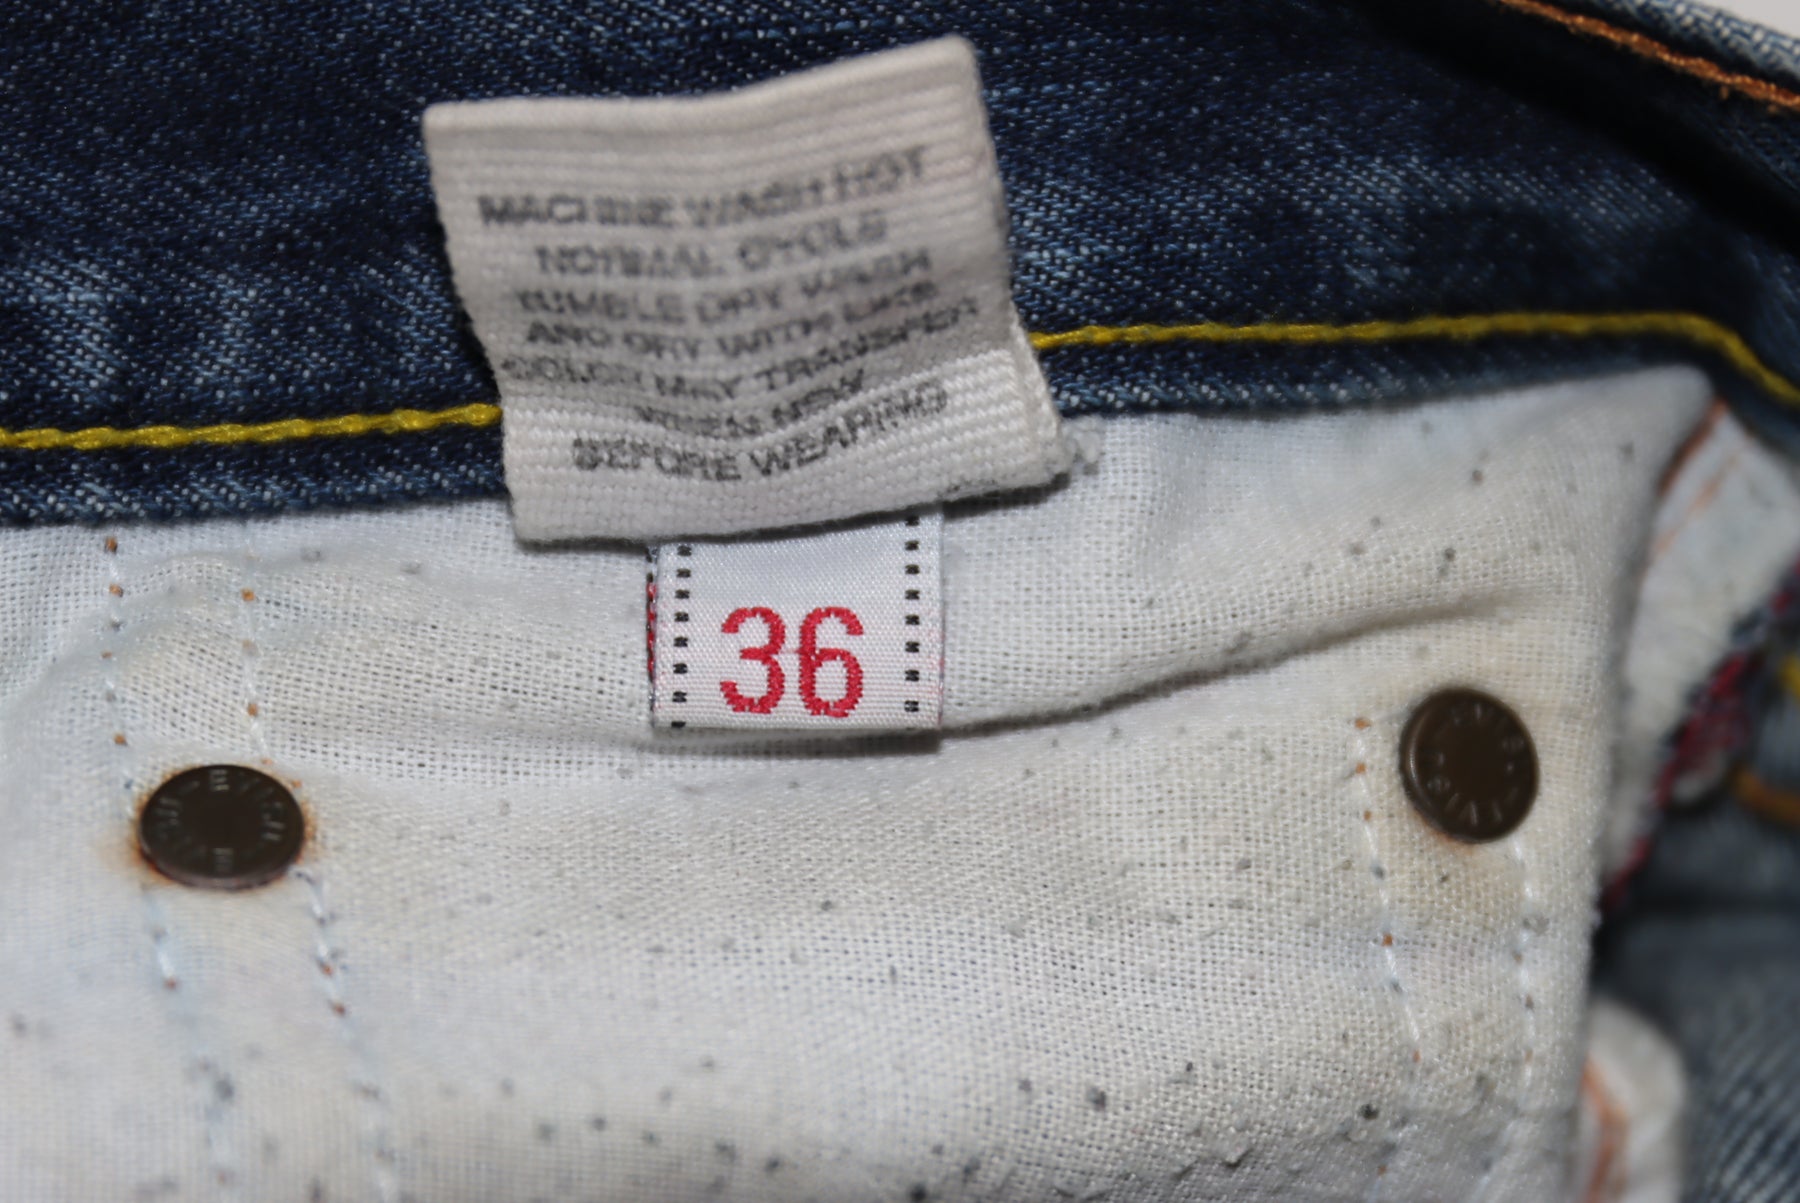 MACHINE WASH HOT
NORMAL CYCLE
TUMBLE DRY WASH
AND DRY WITH LIKE
COLOR MAY TRANSFER
WHEN NEW
BEFORE WEARING
36